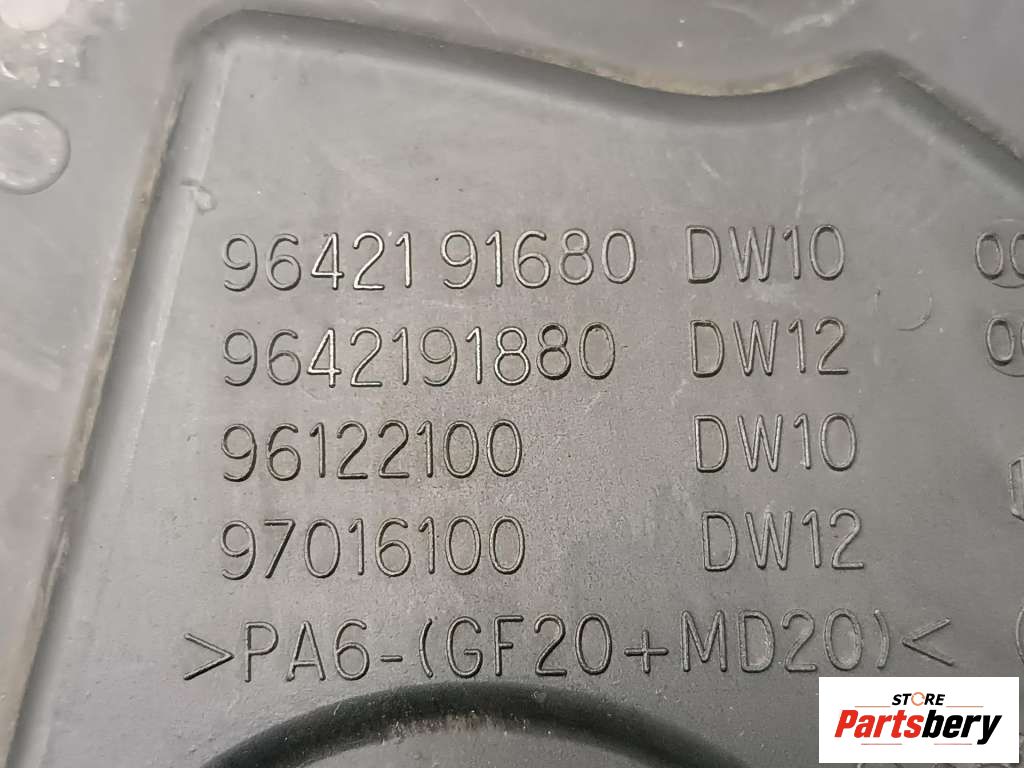 9642191680 DW10
9642191880 DW12
96122100 DW10
97016100 DW12
>PA6-(GF20+MD20)<
STORE
Partsbery